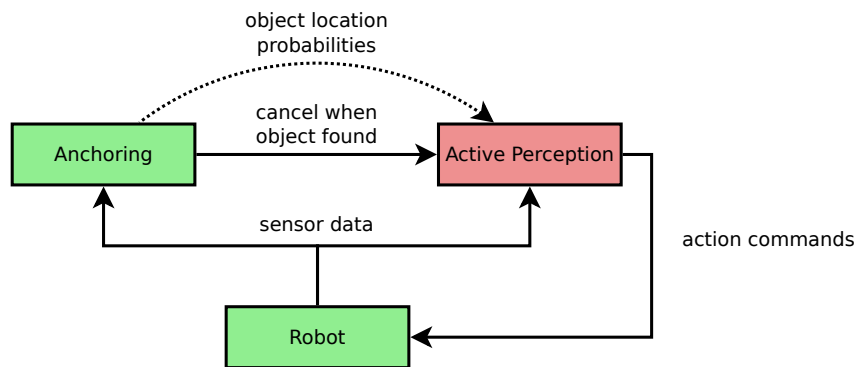 object location
probabilities
cancel when
object found
Anchoring
Active Perception
sensor data
action commands
Robot